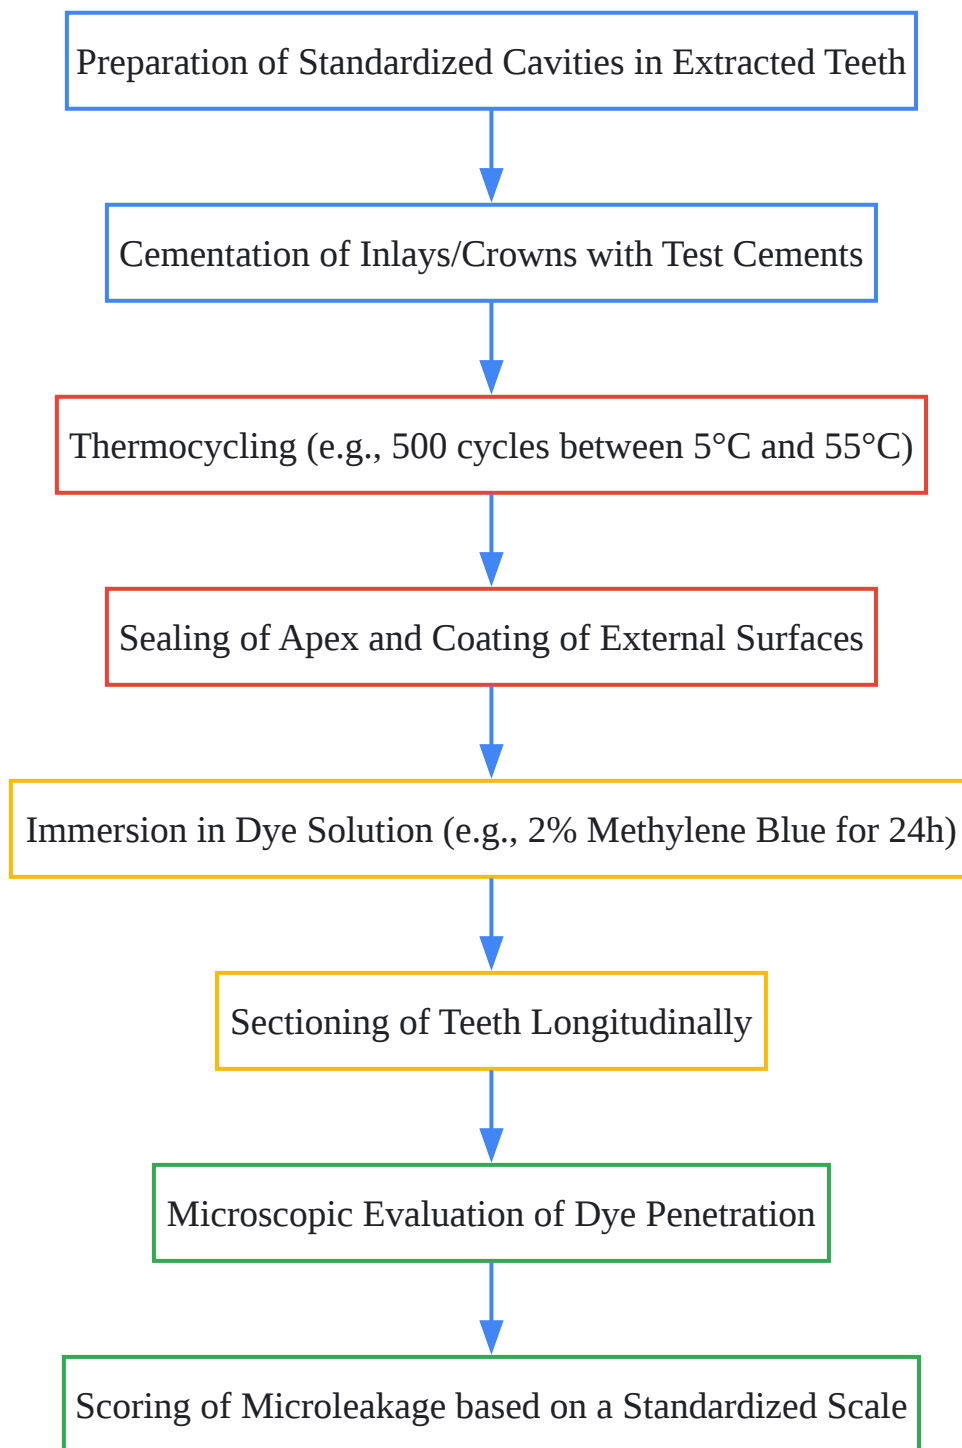 Preparation of Standardized Cavities in Extracted Teeth
Cementation of Inlays/Crowns with Test Cements
Thermocycling (e.g., 500 cycles between 5°C and 55°C)
Sealing of Apex and Coating of External Surfaces
Immersion in Dye Solution (e.g., 2% Methylene Blue for 24h)
Sectioning of Teeth Longitudinally
Microscopic Evaluation of Dye Penetration
Scoring of Microleakage based on a Standardized Scale